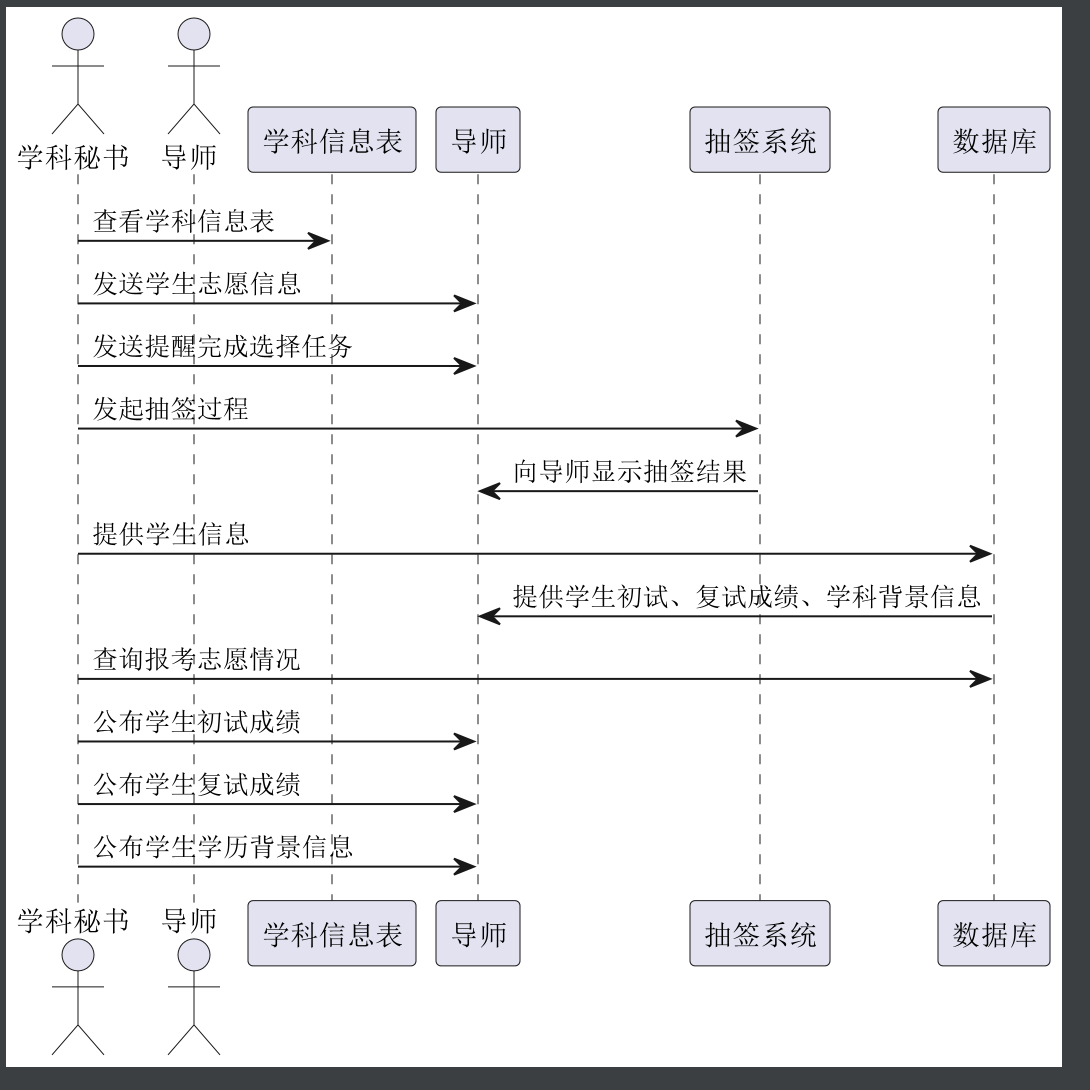 学科秘书 导师 学科信息表 导师 抽签系统 数据库
查看学科信息表
发送学生志愿信息
发送提醒完成选择任务
发起抽签过程
向导师显示抽签结果
提供学生信息
提供学生初试、复试成绩、学科背景信息
查询报考志愿情况
公布学生初试成绩
公布学生复试成绩
公布学生学历背景信息
学科秘书 导师 学科信息表 导师 抽签系统 数据库